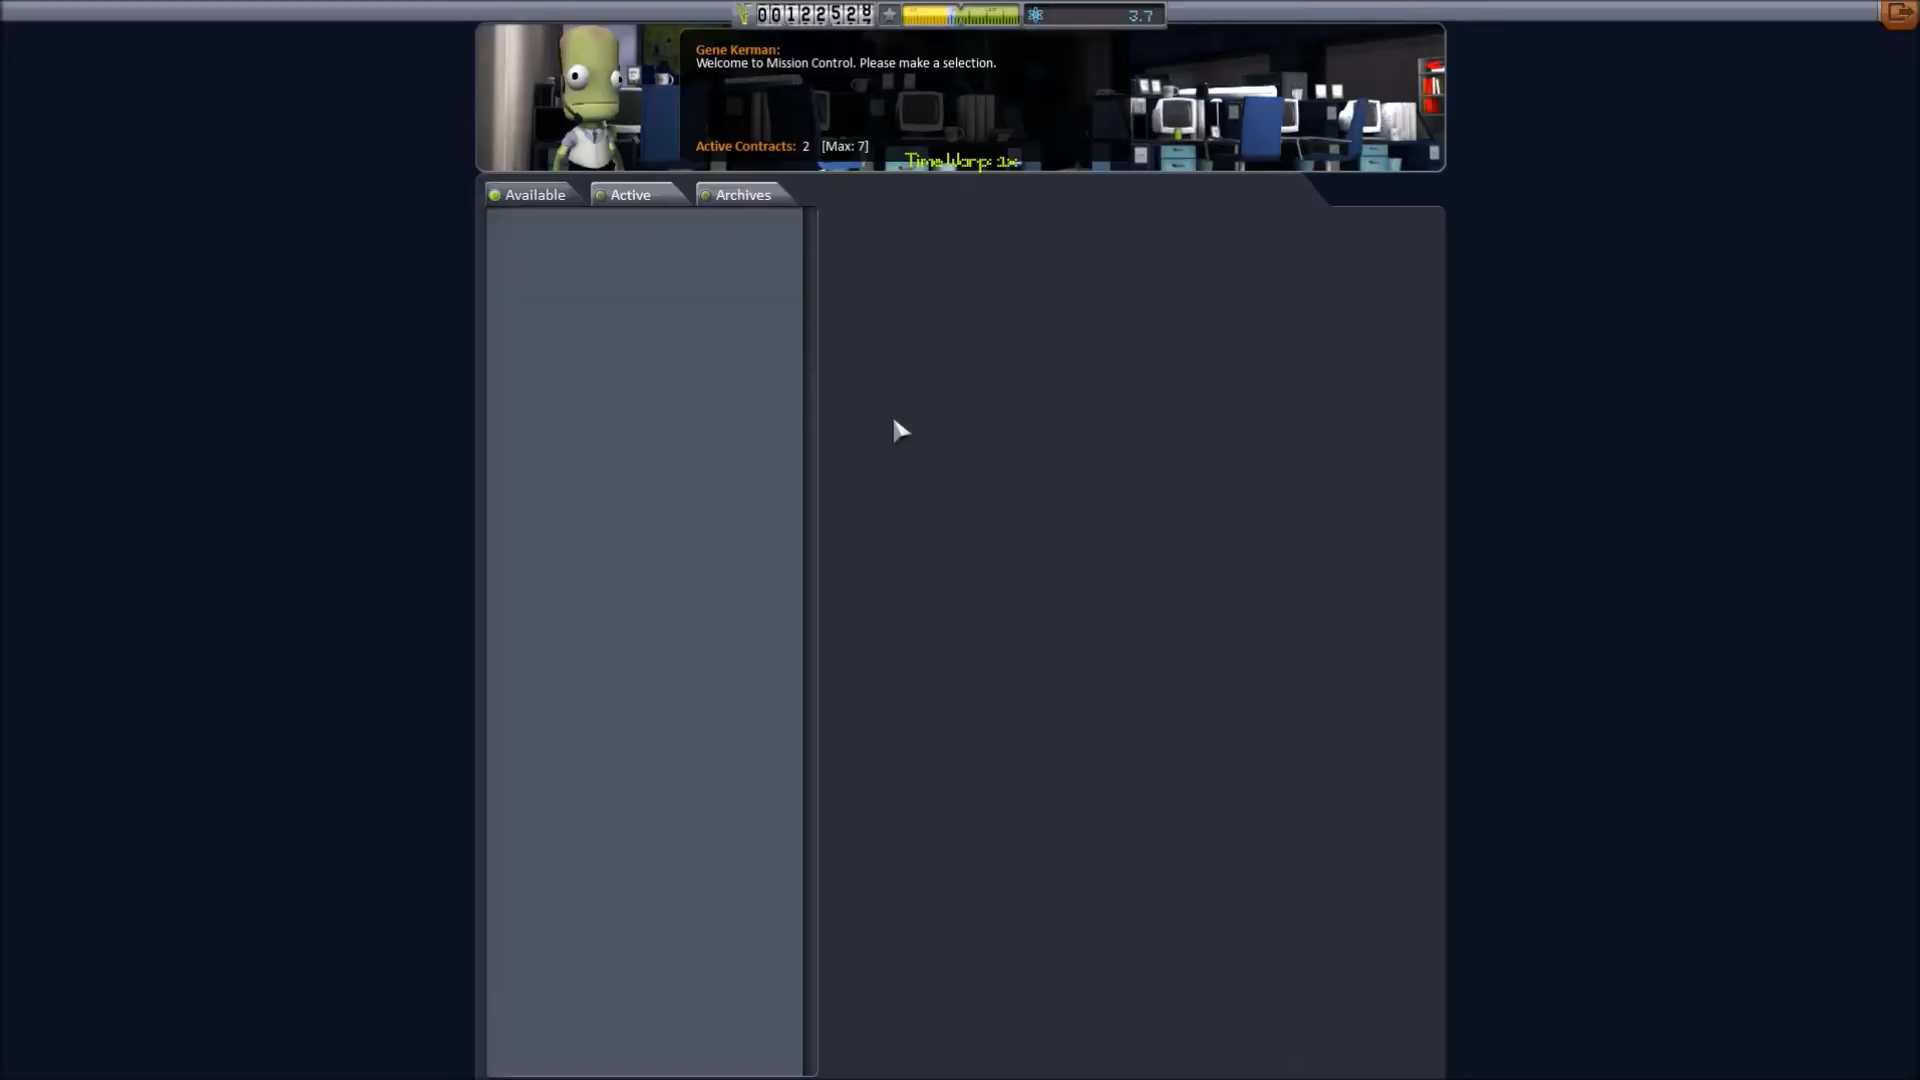 00122528
3.7
Gene Kerman:
Welcome to Mission Control. Please make a selection.
Active Contracts: 2 [Max: 7]
Time Warp: 1x
Available
Active
Archives